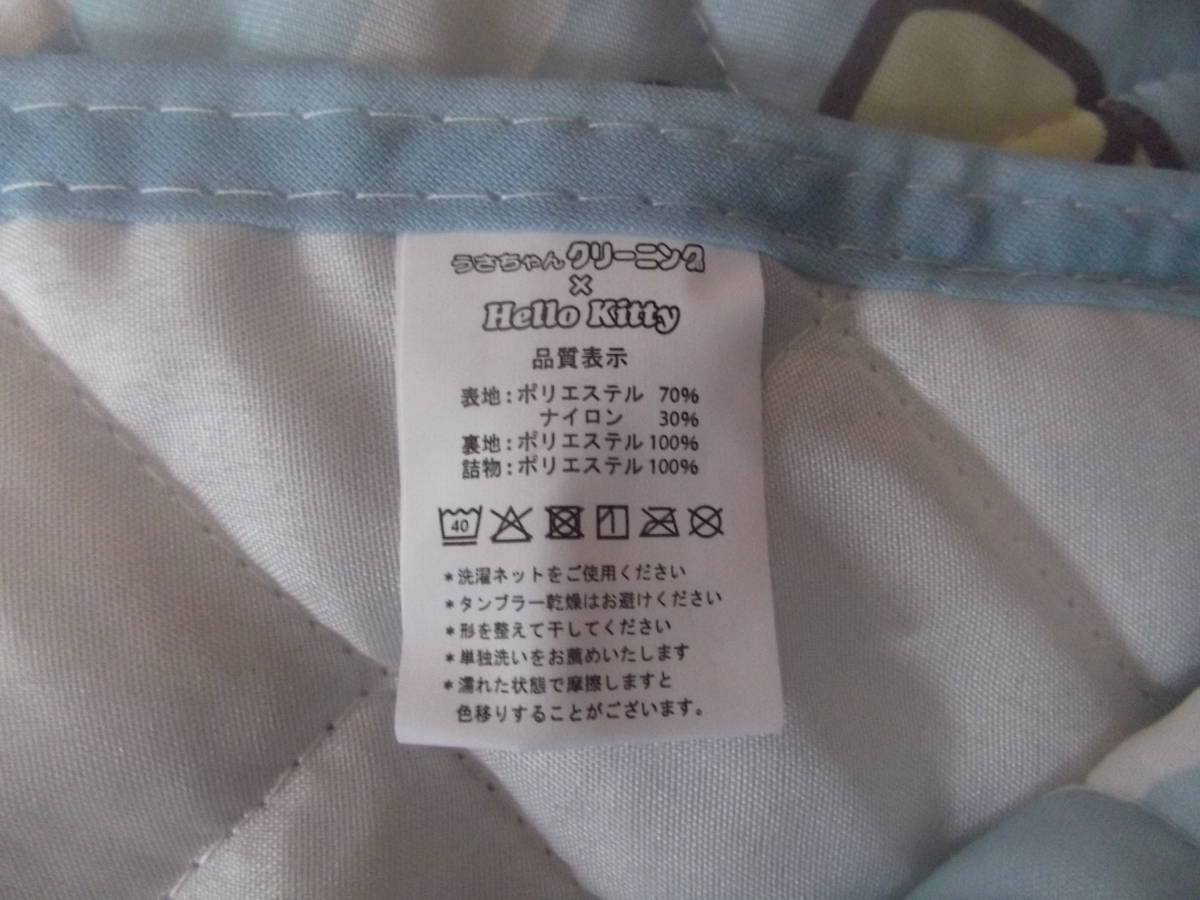 うさちゃんクリーニング
×
Hello Kitty
品質表示
表地：ポリエステル 70%
ナイロン 30%
裏地：ポリエステル 100%
詰物：ポリエステル 100%
40
＊洗濯ネットをご使用ください
＊タンブラー乾燥はお避けください
＊形を整えて干してください
＊単独洗いをお薦めいたします
＊濡れた状態で摩擦しますと
色移りすることがございます。